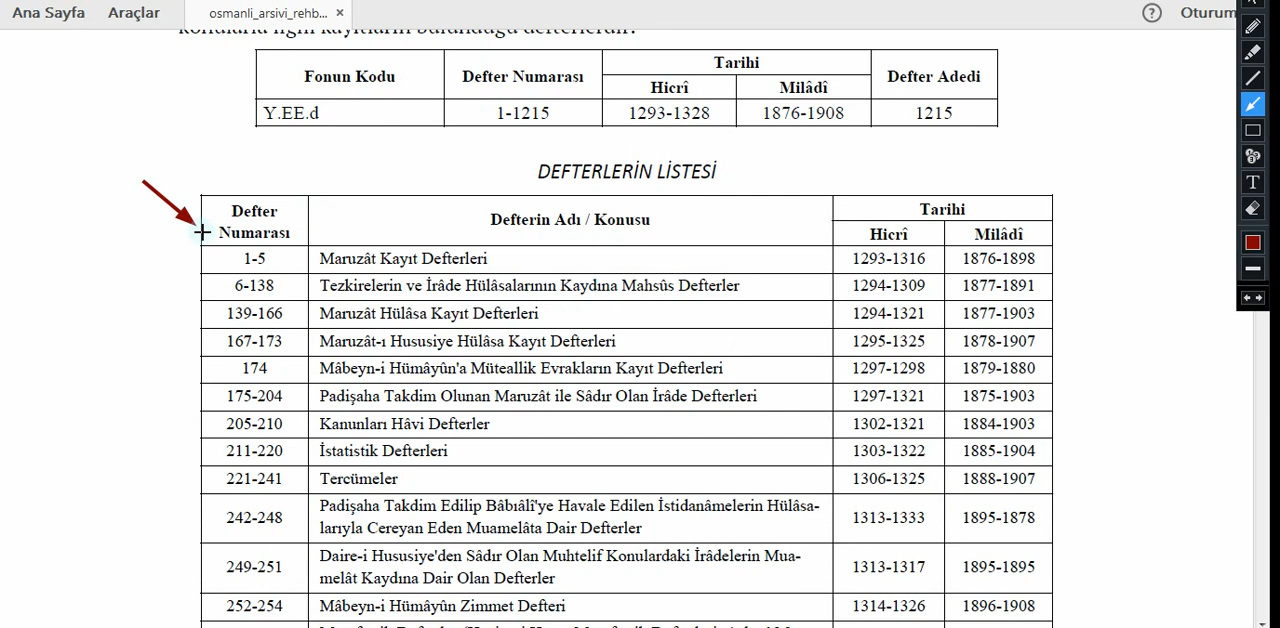 Ana Sayfa Araçlar osmanli_arsivi_rehb... × ? Oturum
konularla ilgili kayıtların bulunduğu defterlerdir.
Fonun Kodu Defter Numarası Tarihi Defter Adedi
Hicrî Milâdî
Y.EE.d 1-1215 1293-1328 1876-1908 1215
DEFTERLERİN LİSTESİ
Defter Numarası Defterin Adı / Konusu Tarihi
Hicrî Milâdî
1-5 Maruzât Kayıt Defterleri 1293-1316 1876-1898
6-138 Tezkirelerin ve İrâde Hülâsalarının Kaydına Mahsûs Defterler 1294-1309 1877-1891
139-166 Maruzât Hülâsa Kayıt Defterleri 1294-1321 1877-1903
167-173 Maruzât-ı Hususiye Hülâsa Kayıt Defterleri 1295-1325 1878-1907
174 Mâbeyn-i Hümâyûn'a Müteallik Evrakların Kayıt Defterleri 1297-1298 1879-1880
175-204 Padişaha Takdim Olunan Maruzât ile Sâdır Olan İrâde Defterleri 1297-1321 1875-1903
205-210 Kanunları Hâvi Defterler 1302-1321 1884-1903
211-220 İstatistik Defterleri 1303-1322 1885-1904
221-241 Tercümeler 1306-1325 1888-1907
242-248 Padişaha Takdim Edilip Bâbıâlî'ye Havale Edilen İstidanâmelerin Hülâsa-
larıyla Cereyan Eden Muamelâta Dair Defterler 1313-1333 1895-1878
249-251 Daire-i Hususiye'den Sâdır Olan Muhtelif Konulardaki İrâdelerin Mua-
melât Kaydına Dair Olan Defterler 1313-1317 1895-1895
252-254 Mâbeyn-i Hümâyûn Zimmet Defteri 1314-1326 1896-1908